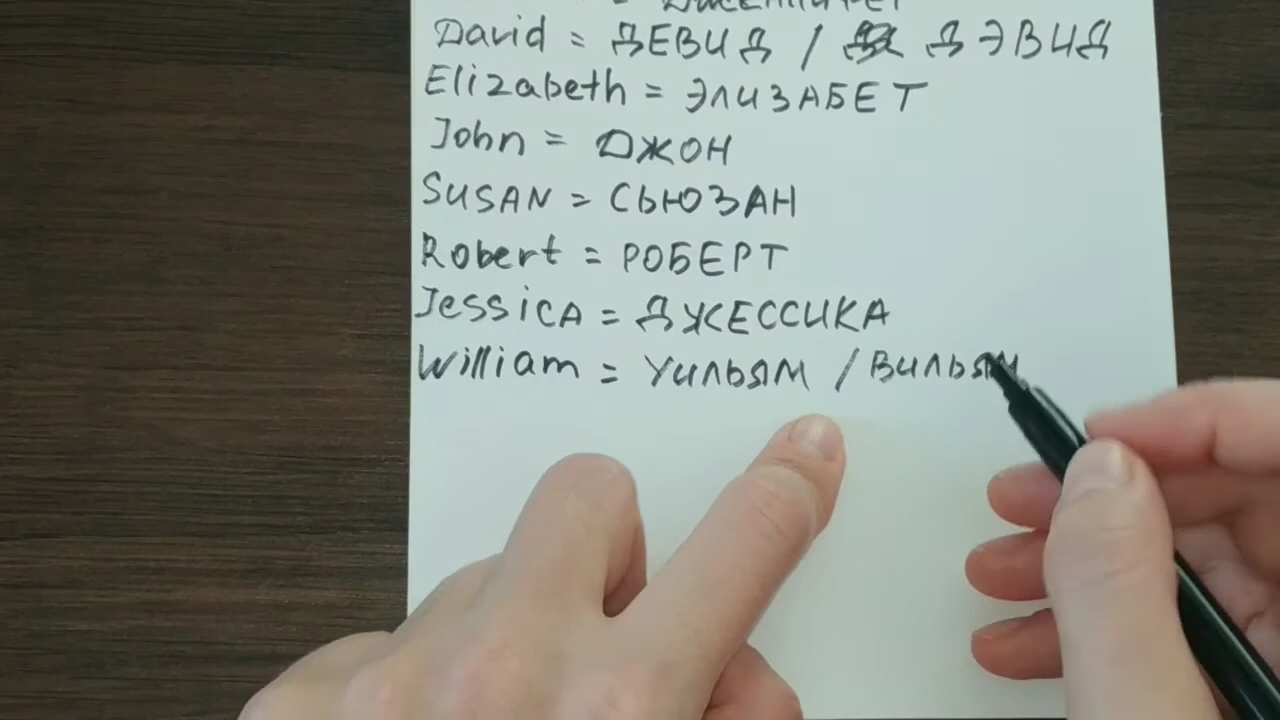 David = ДЕВИД / ДЭВИД
Elizabeth = ЭЛИЗАБЕТ
John = ДЖОН
SUSAN = СЬЮЗАН
Robert = РОБЕРТ
JessicA = ДЖЕССИКА
William = УИЛЬЯМ / ВИЛЬЯМ